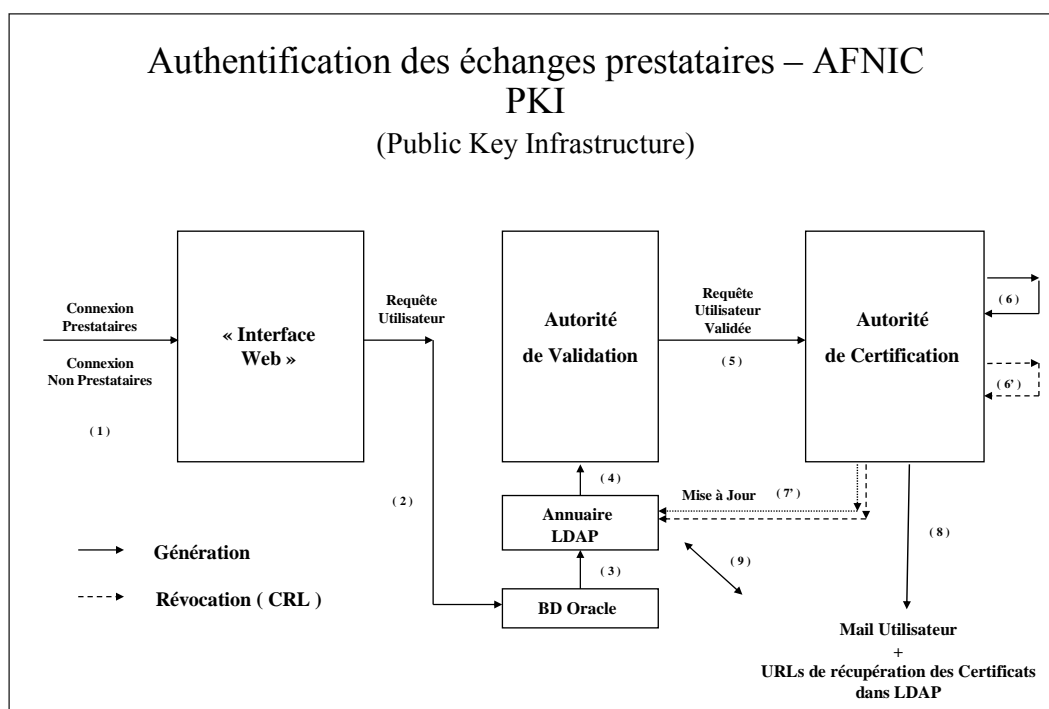 Authentification des échanges prestataires – AFNIC
PKI
(Public Key Infrastructure)
Connexion
Prestataires
Connexion
Non Prestataires
( 1 )
« Interface
Web »
Requête
Utilisateur
( 2 )
Autorité
de Validation
Requête
Utilisateur
Validée
( 5 )
Autorité
de Certification
( 6 )
( 6’ )
( 4 )
Annuaire
LDAP
Mise à Jour
( 7’ )
( 3 )
( 9 )
( 8 )
BD Oracle
Génération
Révocation ( CRL )
Mail Utilisateur
+
URLs de récupération des Certificats
dans LDAP